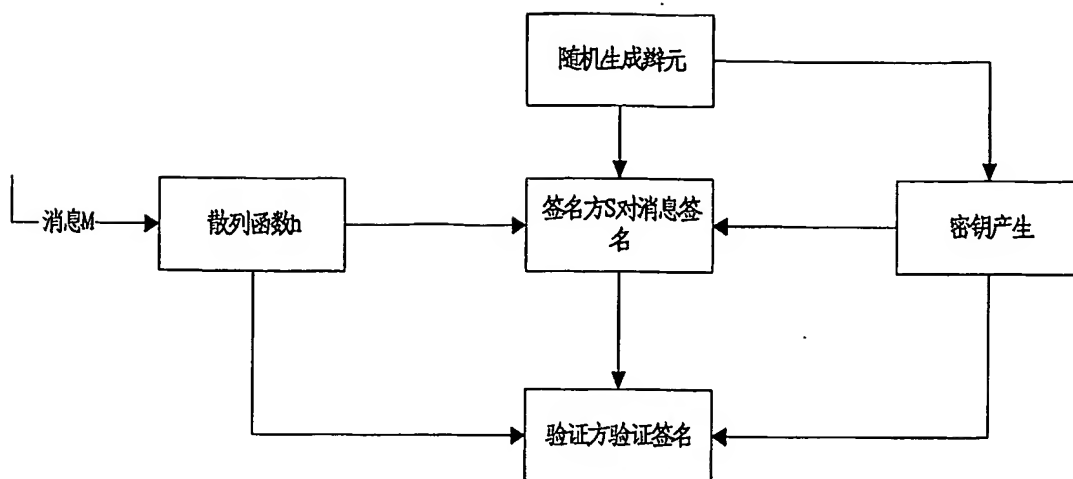 随机生成辫元
消息M
散列函数h
签名方S对消息签
名
密钥产生
验证方验证签名